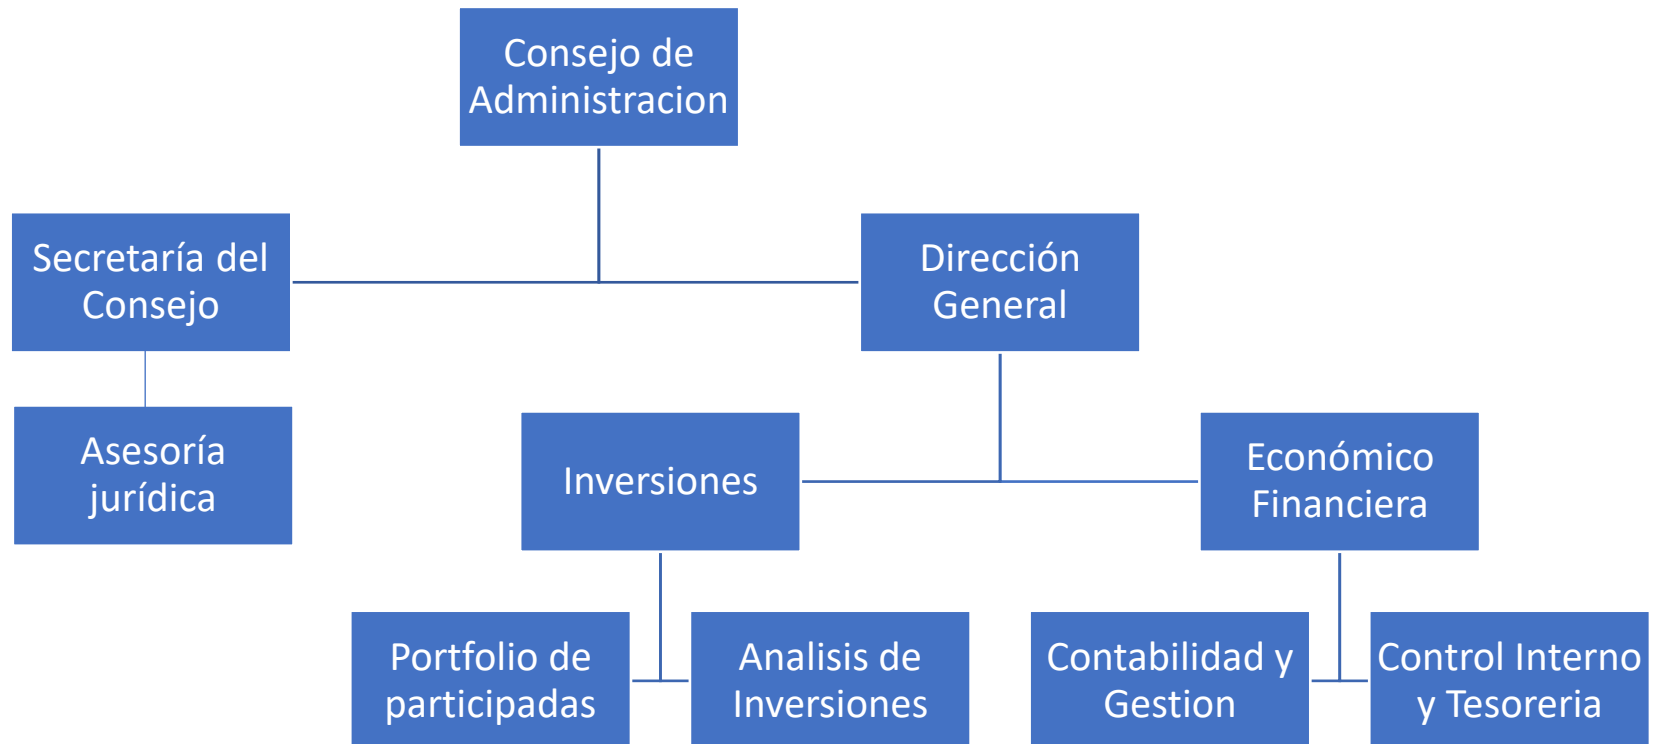 Consejo de
Administracion
Secretaría del
Consejo
Dirección
General
Asesoría
jurídica
Inversiones
Económico
Financiera
Portfolio de
participadas
Analisis de
Inversiones
Contabilidad y
Gestion
Control Interno
y Tesoreria